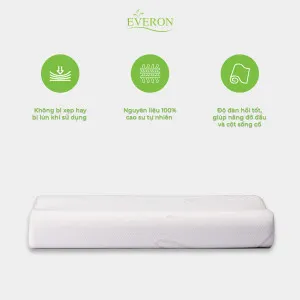 EVERON
Không bị xẹp hay
bị lún khi sử dụng
Nguyên liệu 100%
cao su tự nhiên
Độ đàn hồi tốt,
giúp nâng đỡ đầu
và cột sống cổ